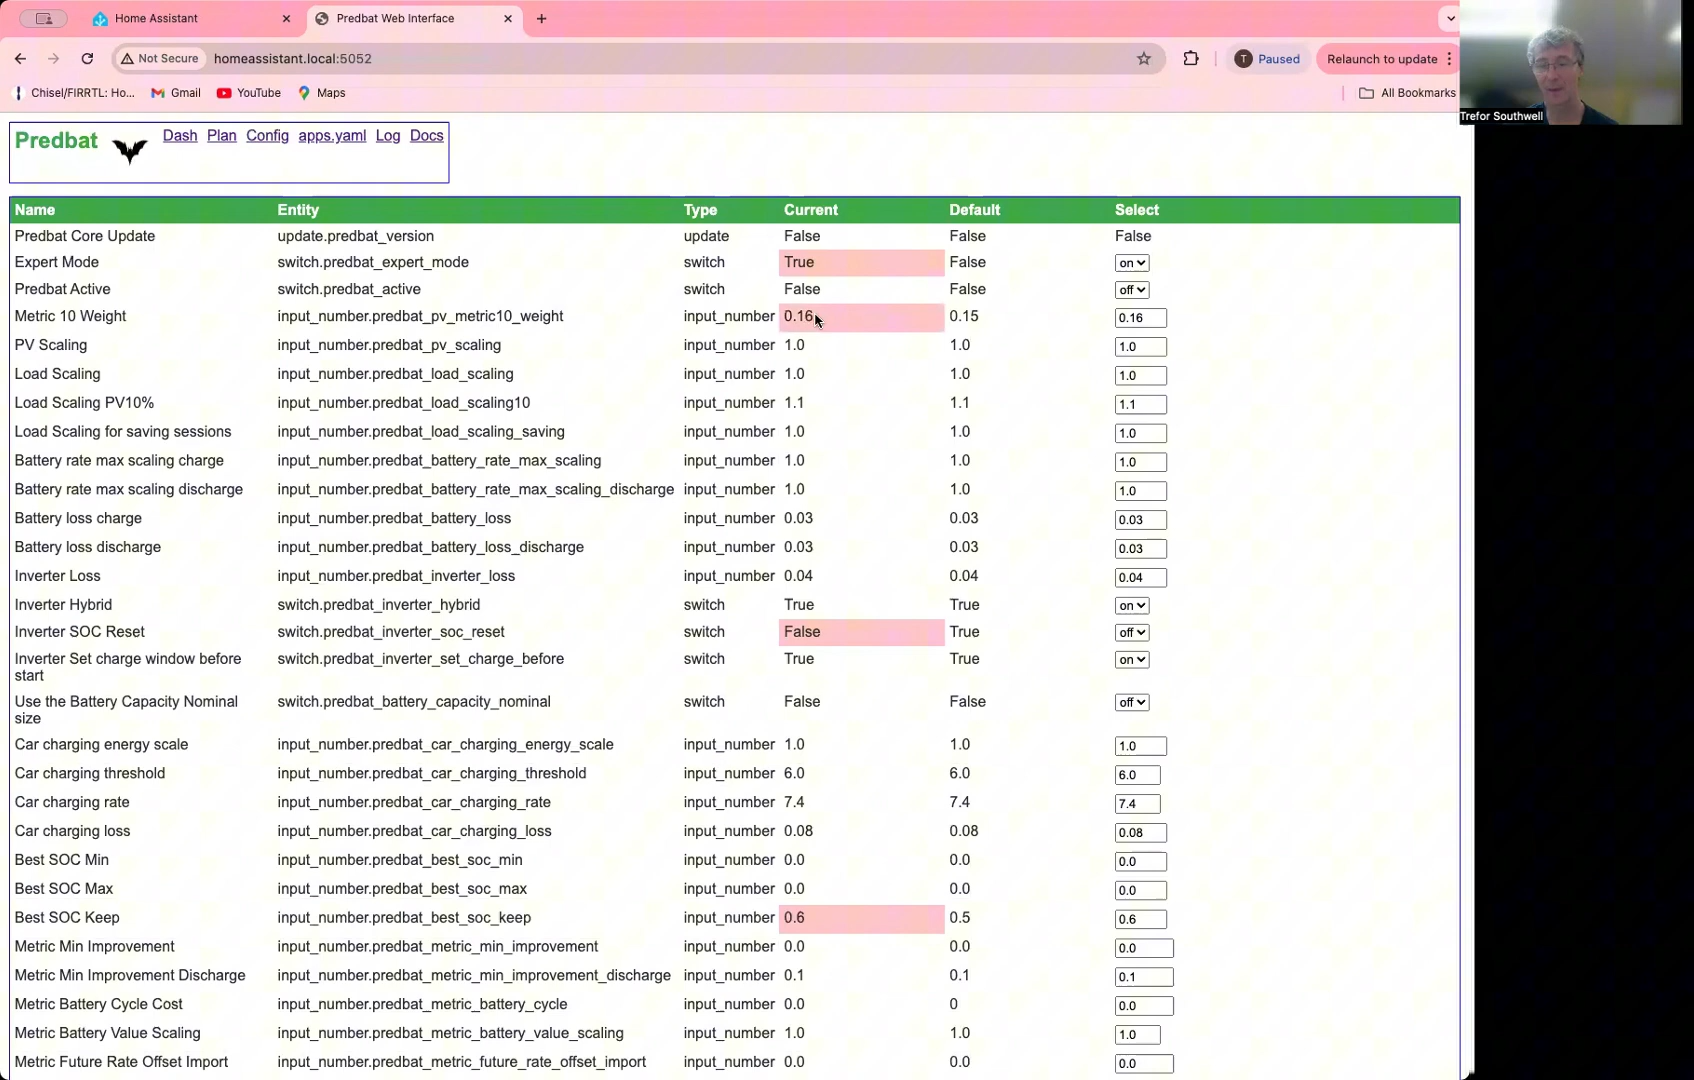 Home Assistant
Predbat Web Interface
Not Secure homeassistant.local:5052
T Paused Relaunch to update
Chisel/FIRRTL: Ho... Gmail YouTube Maps All Bookmarks
Trefor Southwell
Predbat Dash Plan Config apps.yaml Log Docs
Name Entity Type Current Default Select
Predbat Core Update update.predbat_version update False False False
Expert Mode switch.predbat_expert_mode switch True False on
Predbat Active switch.predbat_active switch False False off
Metric 10 Weight input_number.predbat_pv_metric10_weight input_number 0.16 0.15 0.16
PV Scaling input_number.predbat_pv_scaling input_number 1.0 1.0 1.0
Load Scaling input_number.predbat_load_scaling input_number 1.0 1.0 1.0
Load Scaling PV10% input_number.predbat_load_scaling10 input_number 1.1 1.1 1.1
Load Scaling for saving sessions input_number.predbat_load_scaling_saving input_number 1.0 1.0 1.0
Battery rate max scaling charge input_number.predbat_battery_rate_max_scaling input_number 1.0 1.0 1.0
Battery rate max scaling discharge input_number.predbat_battery_rate_max_scaling_discharge input_number 1.0 1.0 1.0
Battery loss charge input_number.predbat_battery_loss input_number 0.03 0.03 0.03
Battery loss discharge input_number.predbat_battery_loss_discharge input_number 0.03 0.03 0.03
Inverter Loss input_number.predbat_inverter_loss input_number 0.04 0.04 0.04
Inverter Hybrid switch.predbat_inverter_hybrid switch True True on
Inverter SOC Reset switch.predbat_inverter_soc_reset switch False True off
Inverter Set charge window before switch.predbat_inverter_set_charge_before switch True True on
start
Use the Battery Capacity Nominal switch.predbat_battery_capacity_nominal switch False False off
size
Car charging energy scale input_number.predbat_car_charging_energy_scale input_number 1.0 1.0 1.0
Car charging threshold input_number.predbat_car_charging_threshold input_number 6.0 6.0 6.0
Car charging rate input_number.predbat_car_charging_rate input_number 7.4 7.4 7.4
Car charging loss input_number.predbat_car_charging_loss input_number 0.08 0.08 0.08
Best SOC Min input_number.predbat_best_soc_min input_number 0.0 0.0 0.0
Best SOC Max input_number.predbat_best_soc_max input_number 0.0 0.0 0.0
Best SOC Keep input_number.predbat_best_soc_keep input_number 0.6 0.5 0.6
Metric Min Improvement input_number.predbat_metric_min_improvement input_number 0.0 0.0 0.0
Metric Min Improvement Discharge input_number.predbat_metric_min_improvement_discharge input_number 0.1 0.1 0.1
Metric Battery Cycle Cost input_number.predbat_metric_battery_cycle input_number 0.0 0 0.0
Metric Battery Value Scaling input_number.predbat_metric_battery_value_scaling input_number 1.0 1.0 1.0
Metric Future Rate Offset Import input_number.predbat_metric_future_rate_offset_import input_number 0.0 0.0 0.0